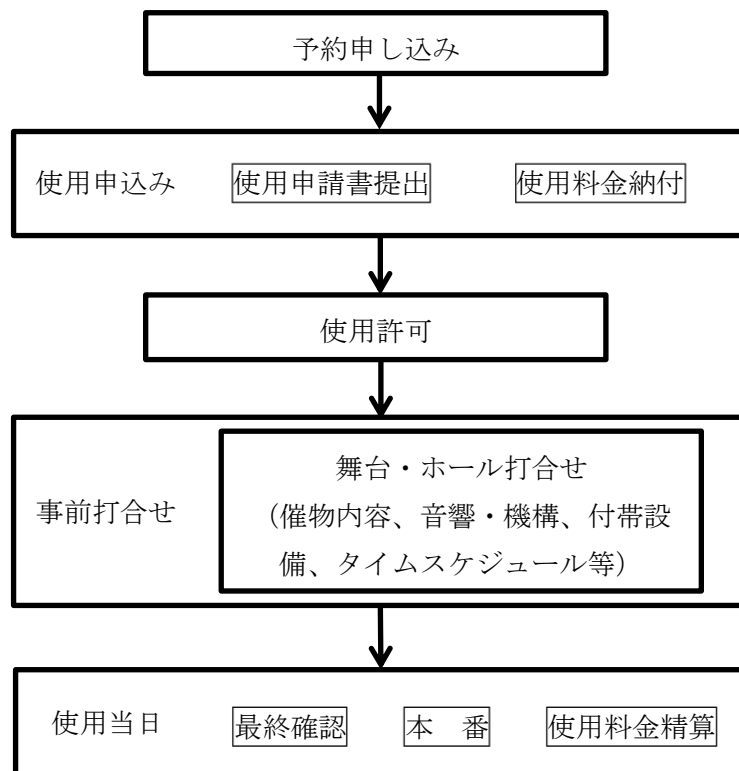 予約申し込み
使用申込み　使用申請書提出　使用料金納付
使用許可
事前打合せ
舞台・ホール打合せ
（催物内容、音響・機構、付帯設
備、タイムスケジュール等）
使用当日　最終確認　本　番　使用料金精算